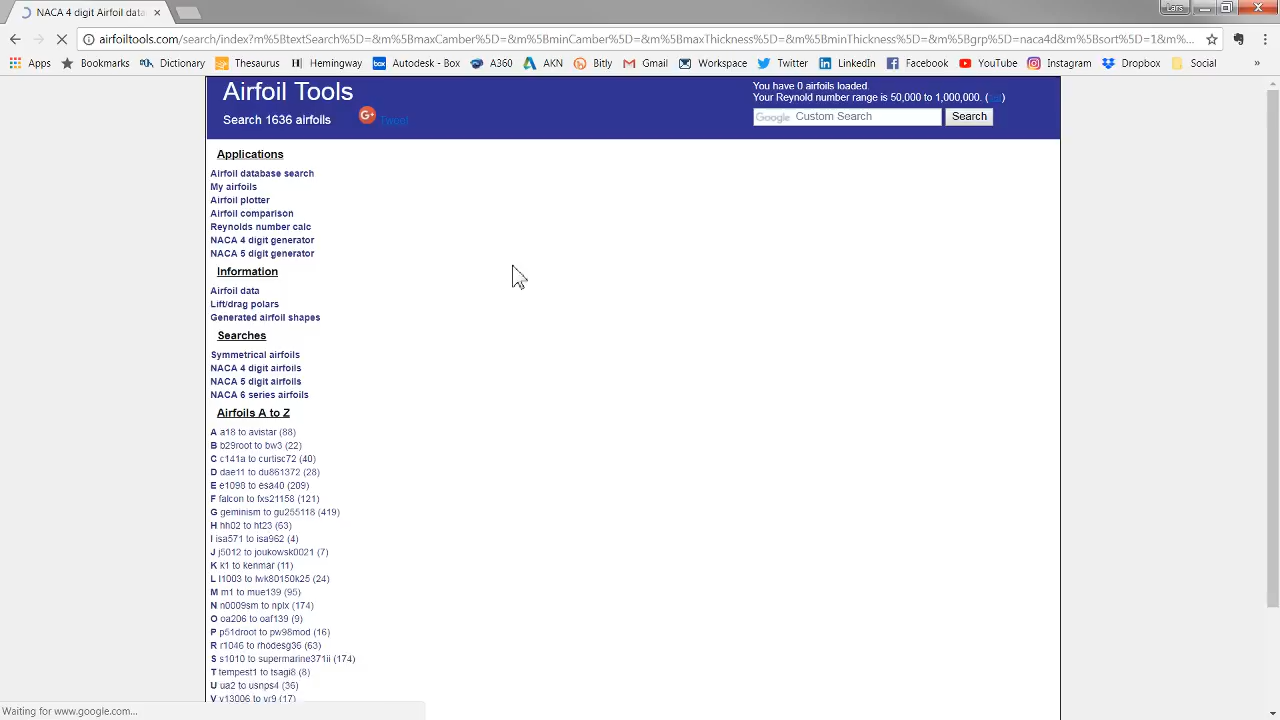 NACA 4 digit Airfoil data
Lars
airfoiltools.com/search/index?m%5BtextSearch%5D=&m%5BmaxCamber%5D=&m%5BminCamber%5D=&m%5BmaxThickness%5D=&m%5BminThickness%5D=&m%5Bgrp%5D=naca4d&m%5Bsort%5D=1&m%...
Apps Bookmarks Dictionary Thesaurus Hemingway Autodesk - Box A360 AKN Bitly Gmail Workspace Twitter LinkedIn Facebook YouTube Instagram Dropbox Social »
Airfoil Tools
Search 1636 airfoils
G+
Tweet
You have 0 airfoils loaded.
Your Reynold number range is 50,000 to 1,000,000. ( )
Google Custom Search Search
Applications
Airfoil database search
My airfoils
Airfoil plotter
Airfoil comparison
Reynolds number calc
NACA 4 digit generator
NACA 5 digit generator
Information
Airfoil data
Lift/drag polars
Generated airfoil shapes
Searches
Symmetrical airfoils
NACA 4 digit airfoils
NACA 5 digit airfoils
NACA 6 series airfoils
Airfoils A to Z
A a18 to avistar (88)
B b29root to bw3 (22)
C c141a to curtisc72 (40)
D dae11 to du861372 (28)
E e1098 to esa40 (209)
F falcon to fxs21158 (121)
G geminism to gu255118 (419)
H hh02 to ht23 (63)
I isa571 to isa962 (4)
J j5012 to joukowsk0021 (7)
K k1 to kenmar (11)
L l1003 to lwk80150k25 (24)
M m1 to mue139 (95)
N n0009sm to nplx (174)
O oa206 to oaf139 (9)
P p51droot to pw98mod (16)
R r1046 to rhodesg36 (63)
S s1010 to supermarine371ii (174)
T tempest1 to tsagi8 (8)
U ua2 to usnps4 (36)
V v13006 to vr9 (17)
Waiting for www.google.com...